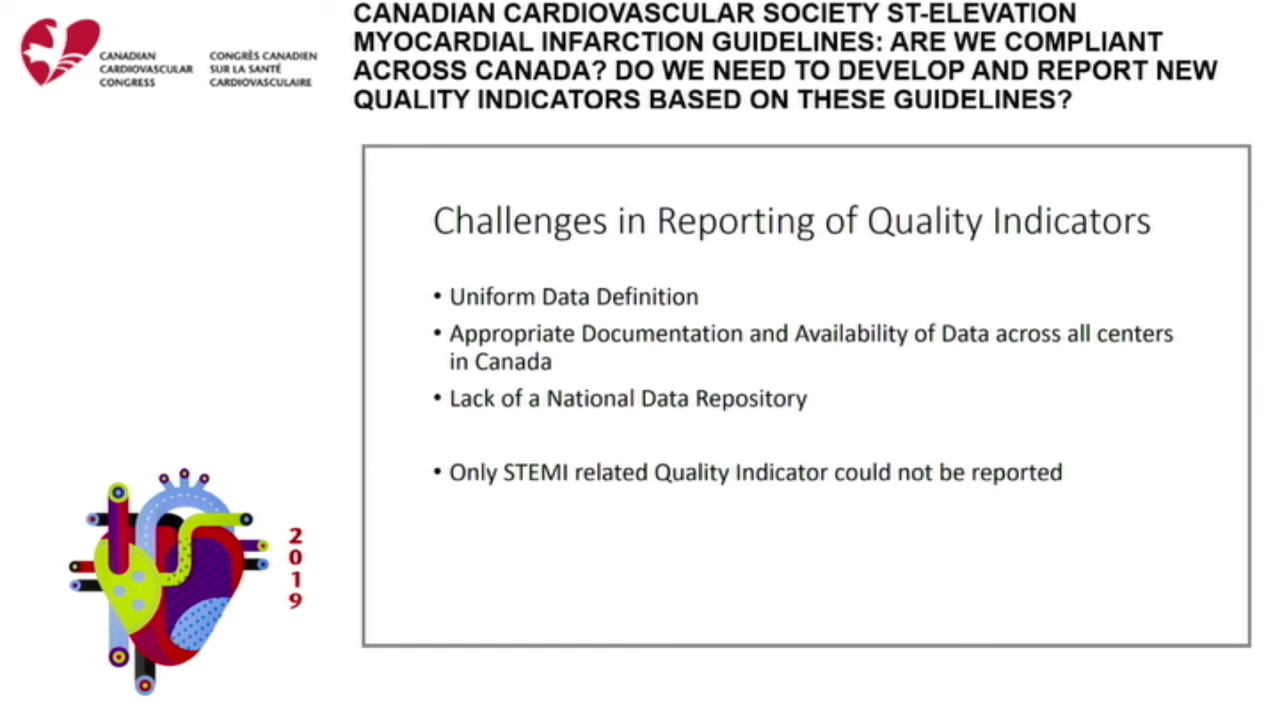 CANADIAN
CARDIOVASCULAR
CONGRESS
CONGRÈS CANADIEN
SUR LA SANTÉ
CARDIOVASCULAIRE
CANADIAN CARDIOVASCULAR SOCIETY ST-ELEVATION
MYOCARDIAL INFARCTION GUIDELINES: ARE WE COMPLIANT
ACROSS CANADA? DO WE NEED TO DEVELOP AND REPORT NEW
QUALITY INDICATORS BASED ON THESE GUIDELINES?
Challenges in Reporting of Quality Indicators
• Uniform Data Definition
• Appropriate Documentation and Availability of Data across all centers
in Canada
• Lack of a National Data Repository
• Only STEMI related Quality Indicator could not be reported
2
0
1
9